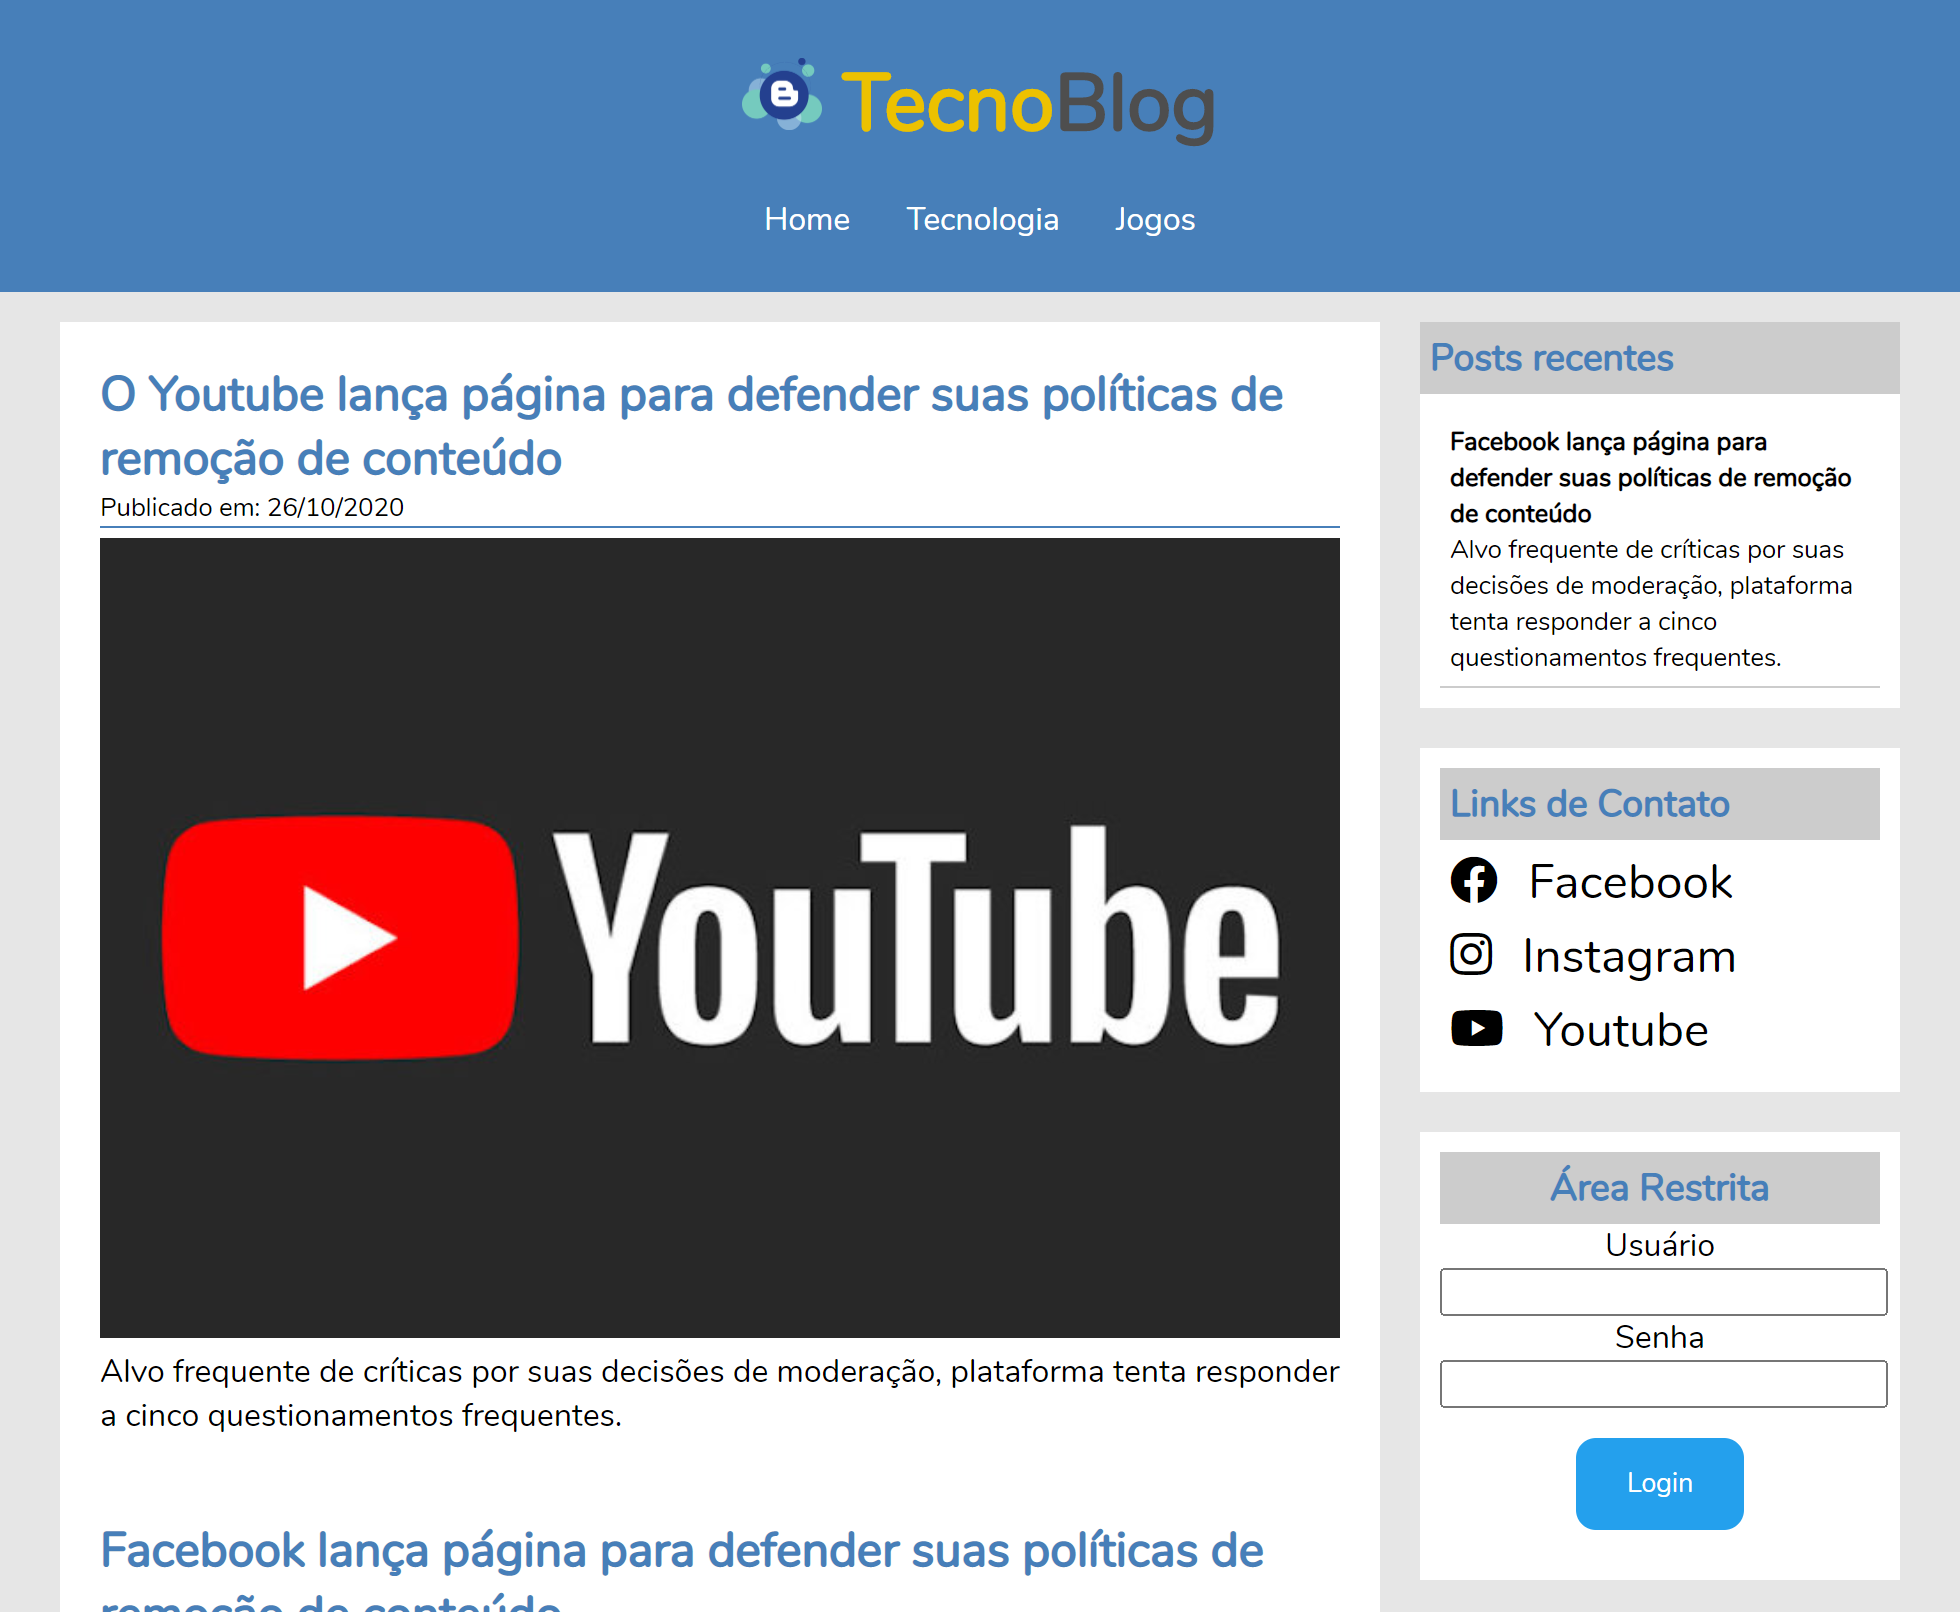 TecnoBlog
Home Tecnologia Jogos
O Youtube lança página para defender suas políticas de
remoção de conteúdo
Publicado em: 26/10/2020
YouTube
Alvo frequente de críticas por suas decisões de moderação, plataforma tenta responder
a cinco questionamentos frequentes.
Facebook lança página para defender suas políticas de
remoção de conteúdo
Posts recentes
Facebook lança página para
defender suas políticas de remoção
de conteúdo
Alvo frequente de críticas por suas
decisões de moderação, plataforma
tenta responder a cinco
questionamentos frequentes.
Links de Contato
Facebook
Instagram
Youtube
Área Restrita
Usuário
Senha
Login